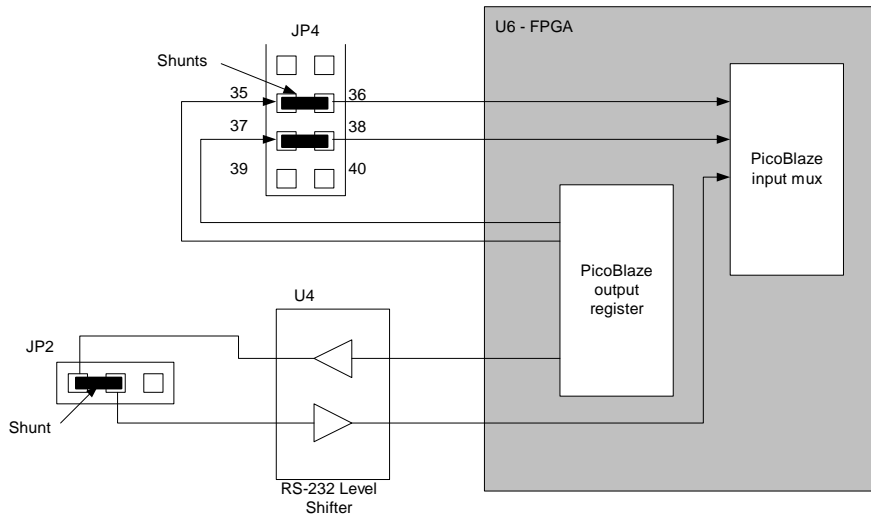 JP4
U6 - FPGA
Shunts
35
36
37
38
39
40
PicoBlaze
input mux
PicoBlaze
output
register
U4
JP2
Shunt
RS-232 Level
Shifter